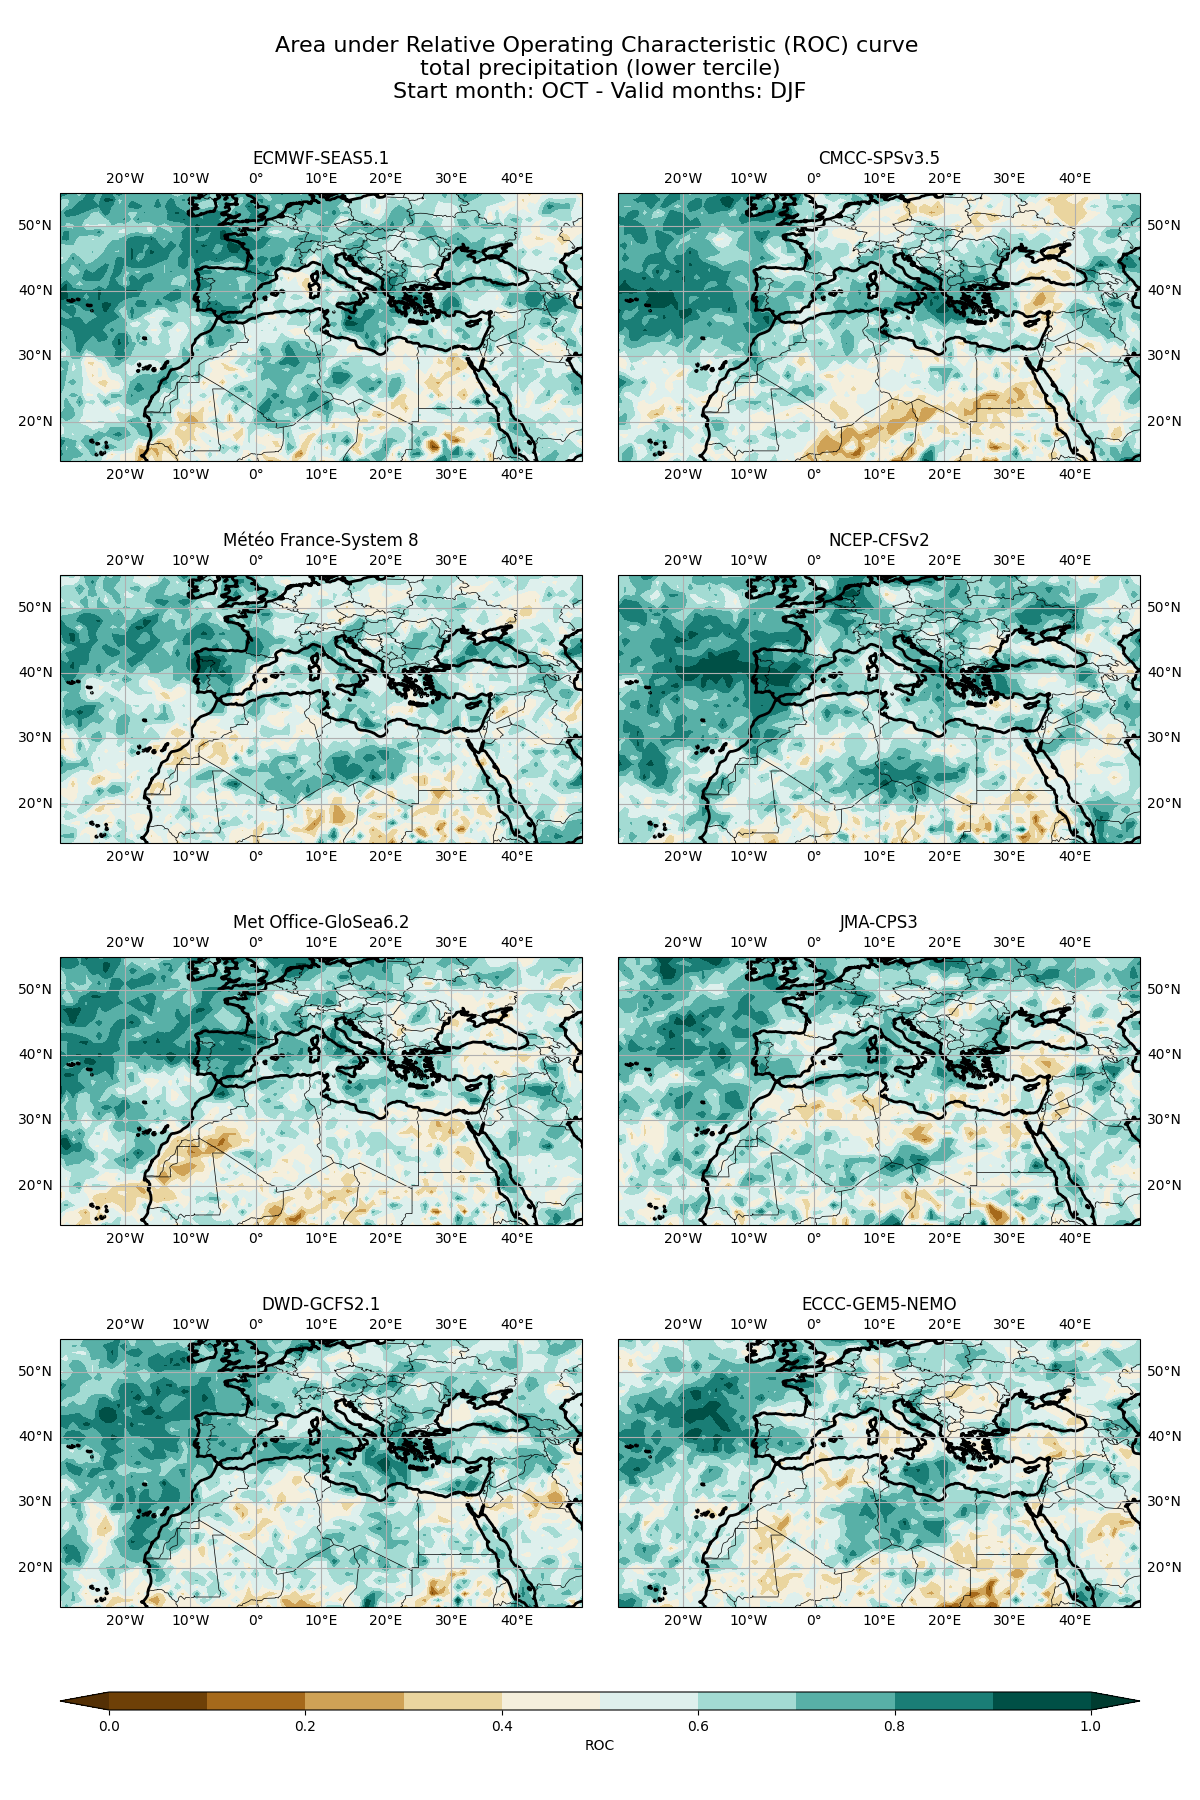 Area under Relative Operating Characteristic (ROC) curve
total precipitation (lower tercile)
Start month: OCT - Valid months: DJF
ECMWF-SEAS5.1
20°W 10°W 0° 10°E 20°E 30°E 40°E
50°N
40°N
30°N
20°N
20°W 10°W 0° 10°E 20°E 30°E 40°E
CMCC-SPSv3.5
20°W 10°W 0° 10°E 20°E 30°E 40°E
50°N
40°N
30°N
20°N
20°W 10°W 0° 10°E 20°E 30°E 40°E
Météo France-System 8
20°W 10°W 0° 10°E 20°E 30°E 40°E
50°N
40°N
30°N
20°N
20°W 10°W 0° 10°E 20°E 30°E 40°E
NCEP-CFSv2
20°W 10°W 0° 10°E 20°E 30°E 40°E
50°N
40°N
30°N
20°N
20°W 10°W 0° 10°E 20°E 30°E 40°E
Met Office-GloSea6.2
20°W 10°W 0° 10°E 20°E 30°E 40°E
50°N
40°N
30°N
20°N
20°W 10°W 0° 10°E 20°E 30°E 40°E
JMA-CPS3
20°W 10°W 0° 10°E 20°E 30°E 40°E
50°N
40°N
30°N
20°N
20°W 10°W 0° 10°E 20°E 30°E 40°E
DWD-GCFS2.1
20°W 10°W 0° 10°E 20°E 30°E 40°E
50°N
40°N
30°N
20°N
20°W 10°W 0° 10°E 20°E 30°E 40°E
ECCC-GEM5-NEMO
20°W 10°W 0° 10°E 20°E 30°E 40°E
50°N
40°N
30°N
20°N
20°W 10°W 0° 10°E 20°E 30°E 40°E
0.0 0.2 0.4 0.6 0.8 1.0
ROC